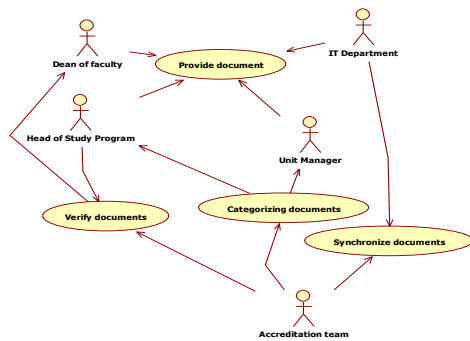 Dean of faculty
IT Department
Provide document
Head of Study Program
Unit Manager
Verify documents
Categorizing documents
Synchronize documents
Accreditation team